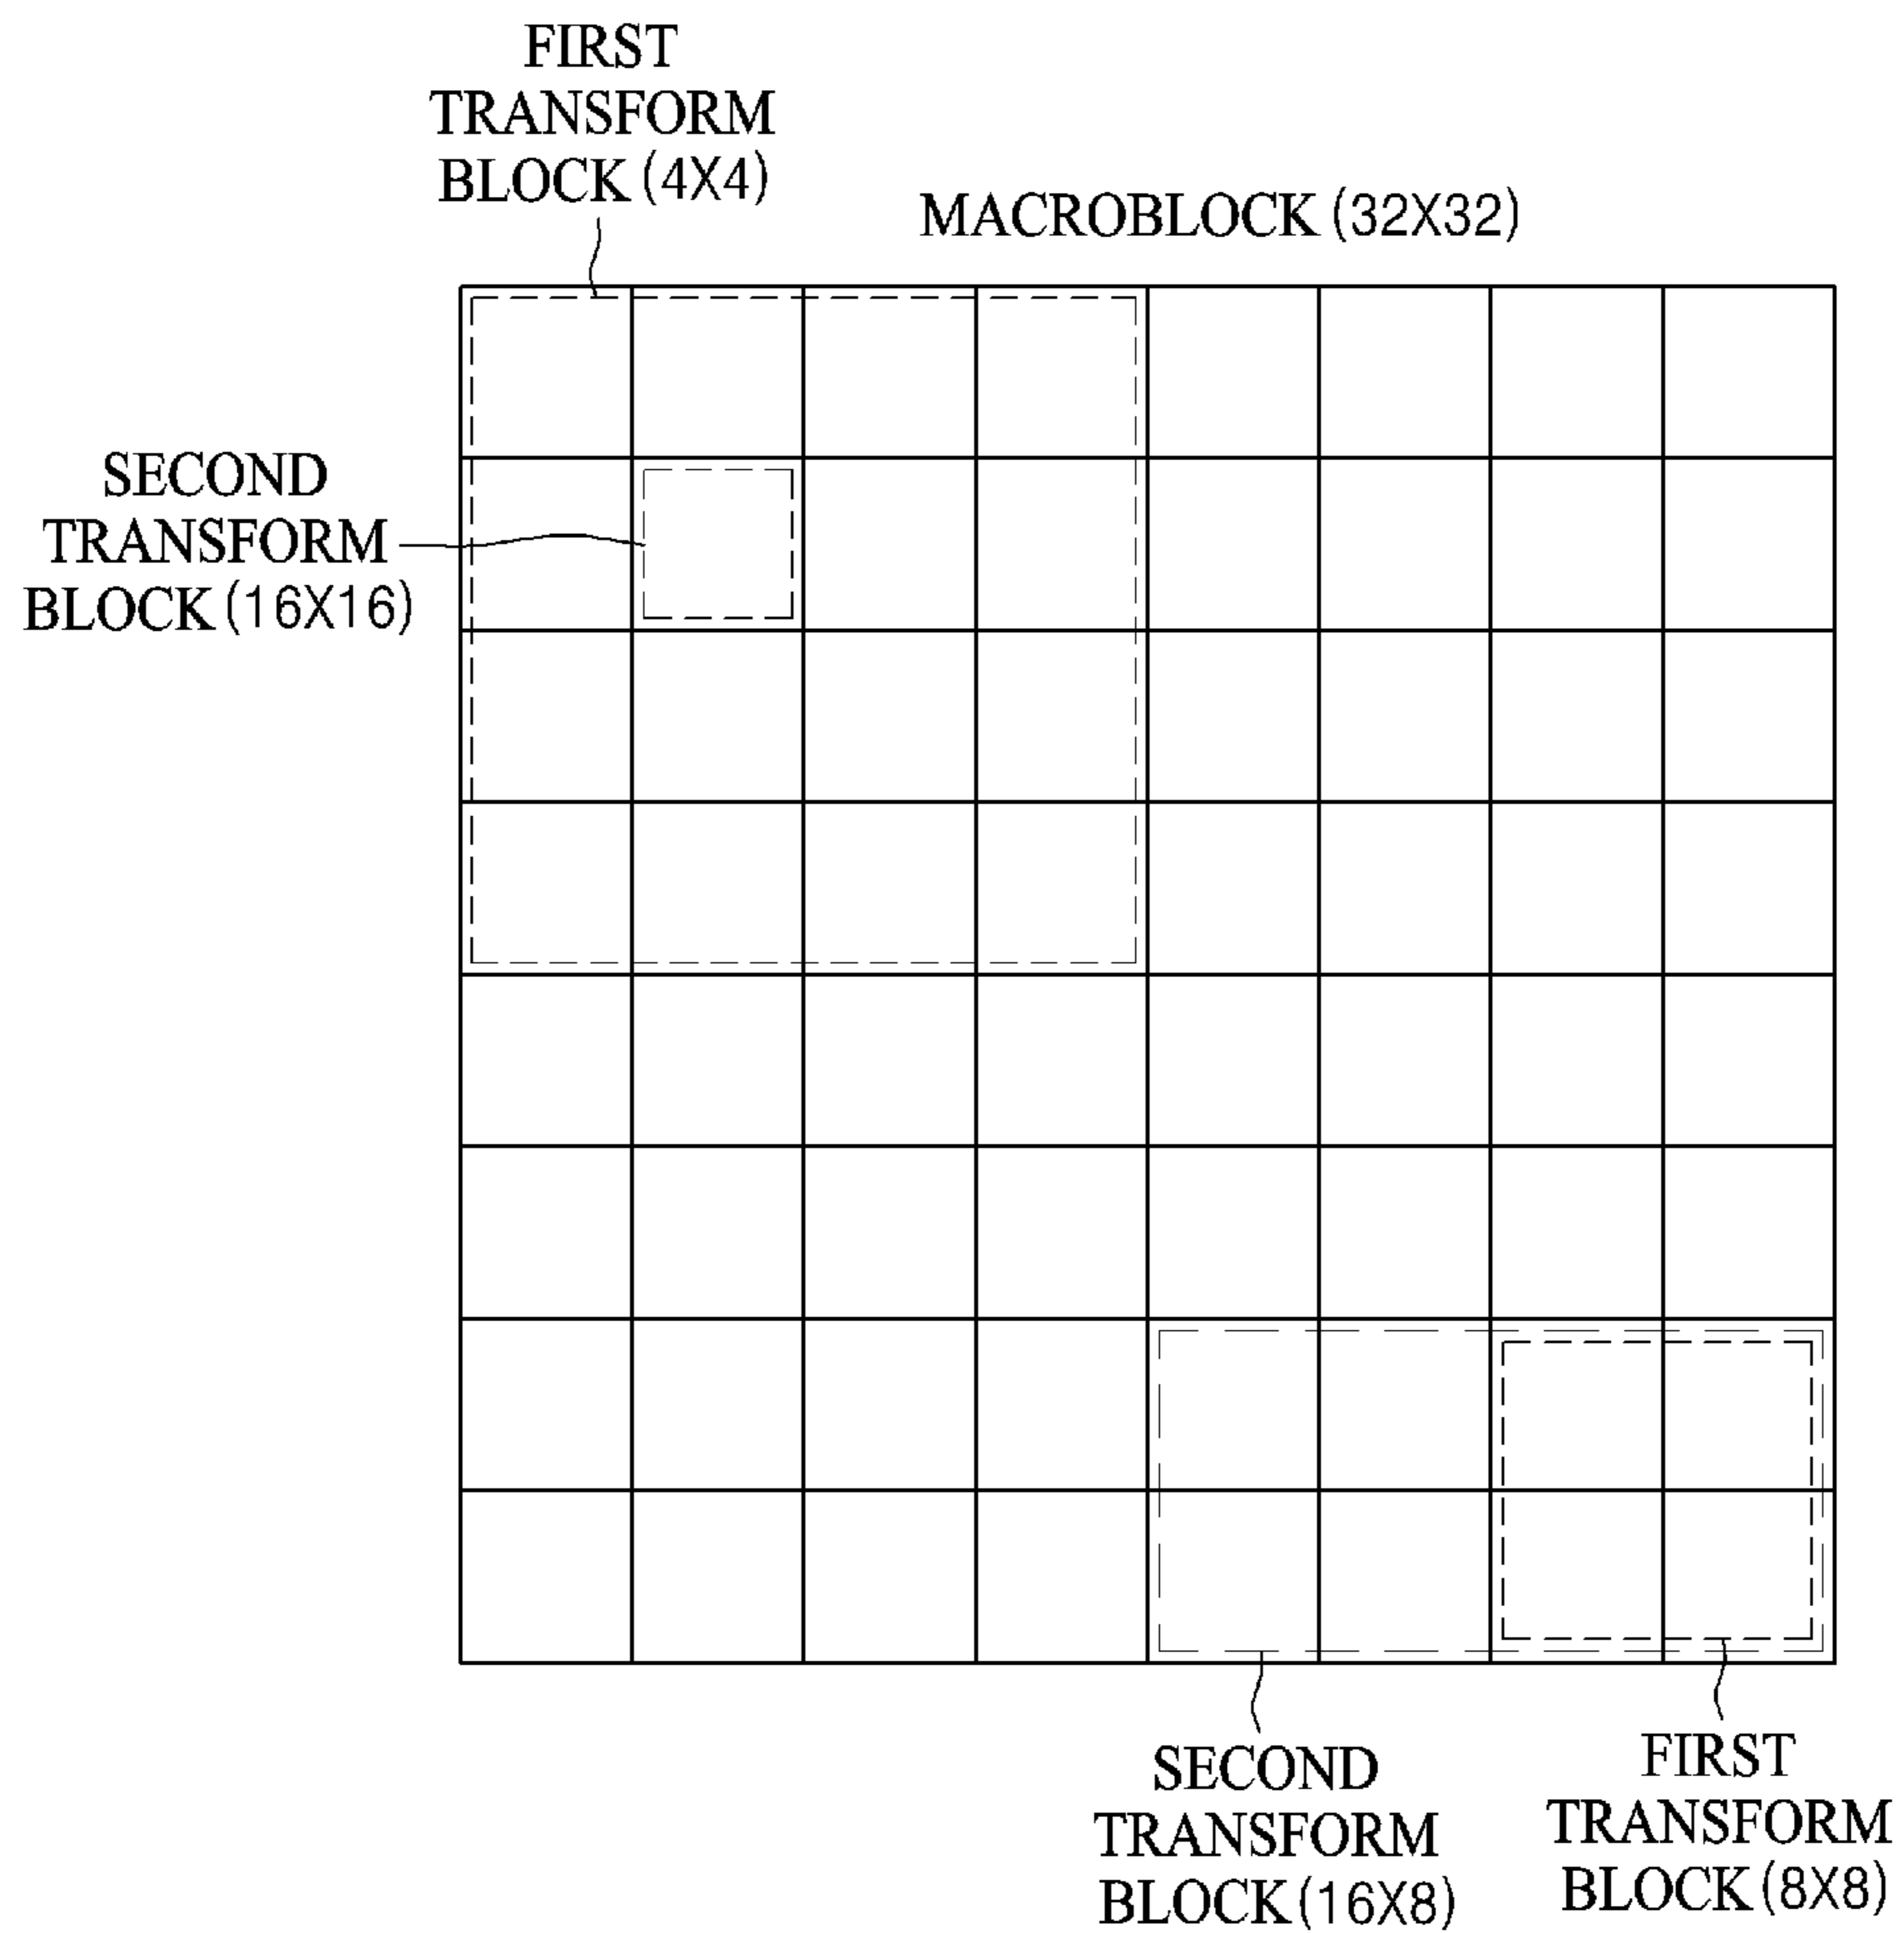 FIRST
TRANSFORM
BLOCK (4X4)
MACROBLOCK (32X32)
SECOND
TRANSFORM
BLOCK (16X16)
SECOND
TRANSFORM
BLOCK (16X8)
FIRST
TRANSFORM
BLOCK (8X8)